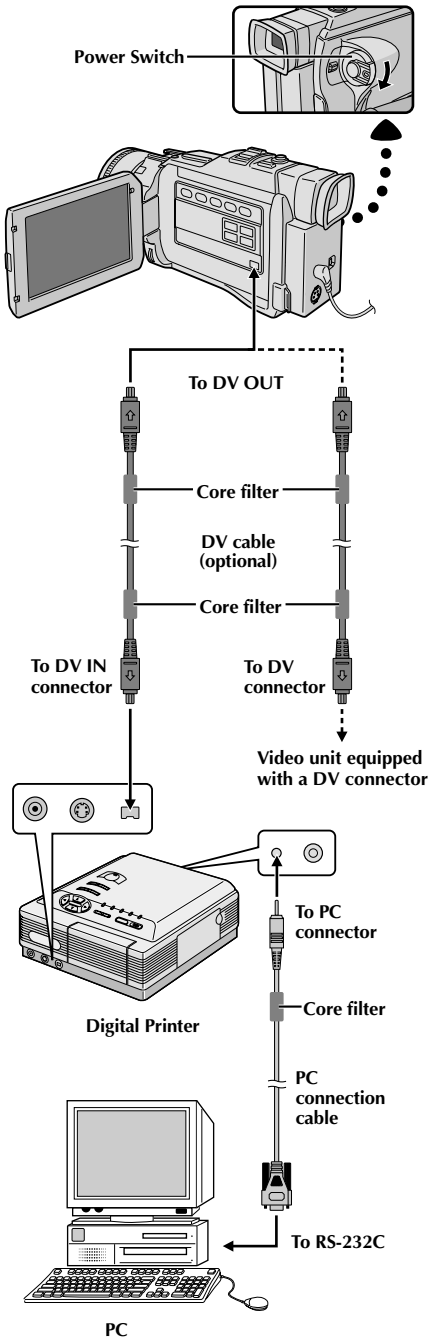 Power Switch
To DV OUT
Core filter
DV cable
(optional)
Core filter
To DV IN
connector
To DV
connector
Video unit equipped
with a DV connector
To PC
connector
Digital Printer
Core filter
PC
connection
cable
To RS-232C
PC